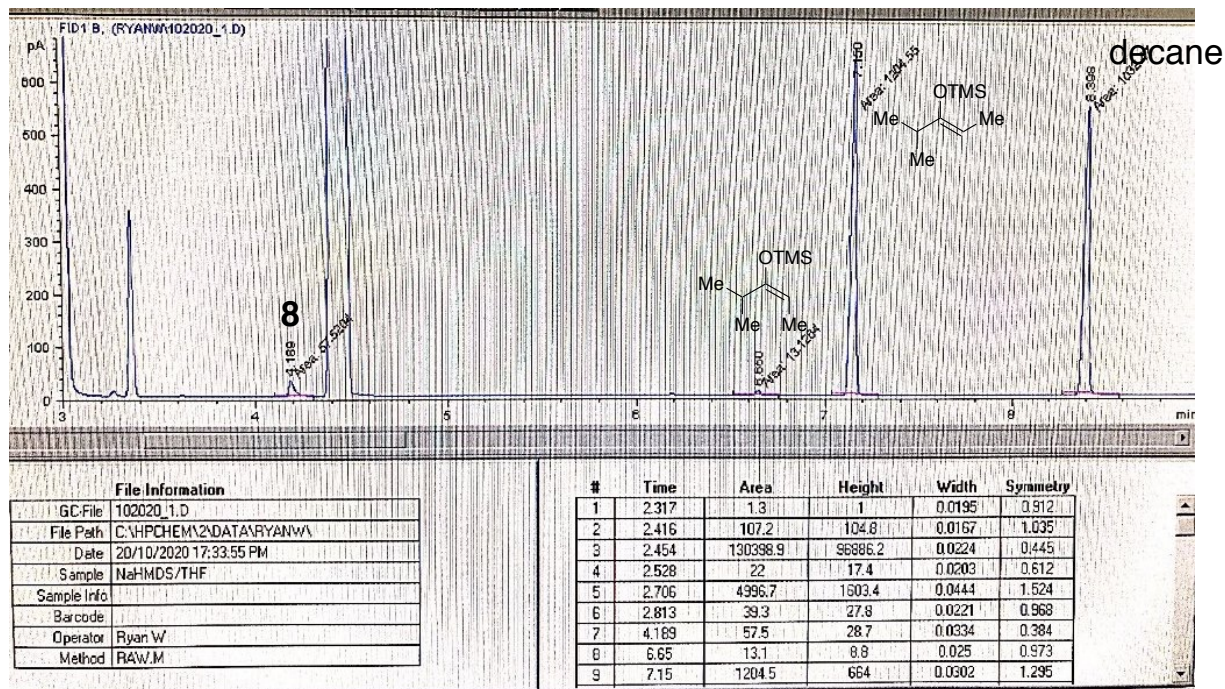 FID1 B, (RYANW\102020_1.D)
pA
600
500
400
300
200
100
0
3
4
5
6
7
8
min
decane
OTMS
Me
Me
Me
7.150
Area: 1204.55
8.398
OTMS
Me
Me
Me
6.650
Area: 13.1284
8
4.189
Area: 57.5204
File Information
GC-File 102020_1.D
File Path C:\HPCHEM\2\DATA\RYANW\
Date 20/10/2020 17:33:55 PM
Sample NaHMDS/THF
Sample Info
Barcode
Operator Ryan W
Method RAW.M
# Time Area Height Width Symmetry
1 2.317 1.3 1 0.0195 0.912
2 2.416 107.2 104.8 0.0167 1.035
3 2.454 130398.9 96886.2 0.0224 0.445
4 2.528 22 17.4 0.0203 0.612
5 2.706 4996.7 1603.4 0.0444 1.524
6 2.813 39.3 27.8 0.0221 0.968
7 4.189 57.5 28.7 0.0334 0.384
8 6.65 13.1 8.8 0.025 0.973
9 7.15 1204.5 664 0.0302 1.295